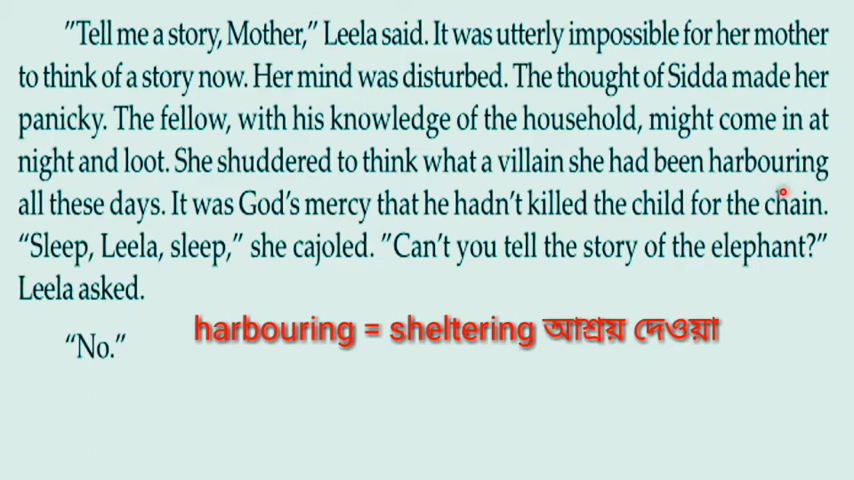 "Tell me a story, Mother," Leela said. It was utterly impossible for her mother
to think of a story now. Her mind was disturbed. The thought of Sidda made her
panicky. The fellow, with his knowledge of the household, might come in at
night and loot. She shuddered to think what a villain she had been harbouring
all these days. It was God's mercy that he hadn't killed the child for the chain.
"Sleep, Leela, sleep," she cajoled. "Can't you tell the story of the elephant?"
Leela asked.
harbouring = sheltering আশ্রয় দেওয়া
"No."